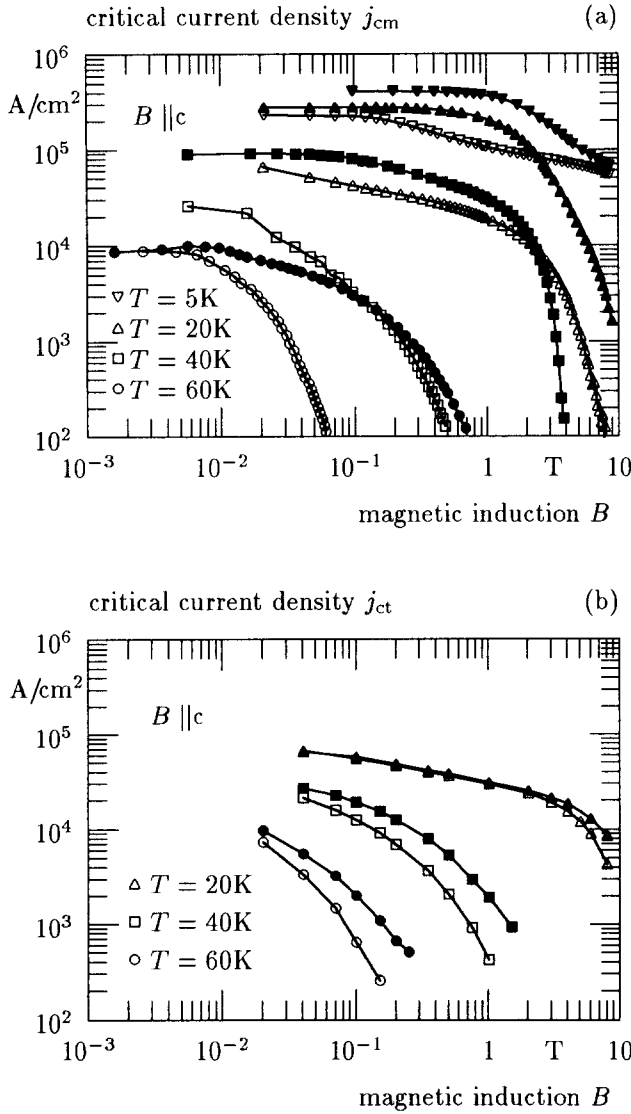 critical current density j_cm (a)
10^6
A/cm^2
B ||c
10^5
10^4
10^3
10^2
▽ T = 5K
△ T = 20K
□ T = 40K
○ T = 60K
10^-3 10^-2 10^-1 1 T 10
magnetic induction B
critical current density j_ct (b)
10^6
A/cm^2
B ||c
10^5
10^4
10^3
10^2
△ T = 20K
□ T = 40K
○ T = 60K
10^-3 10^-2 10^-1 1 T 10
magnetic induction B